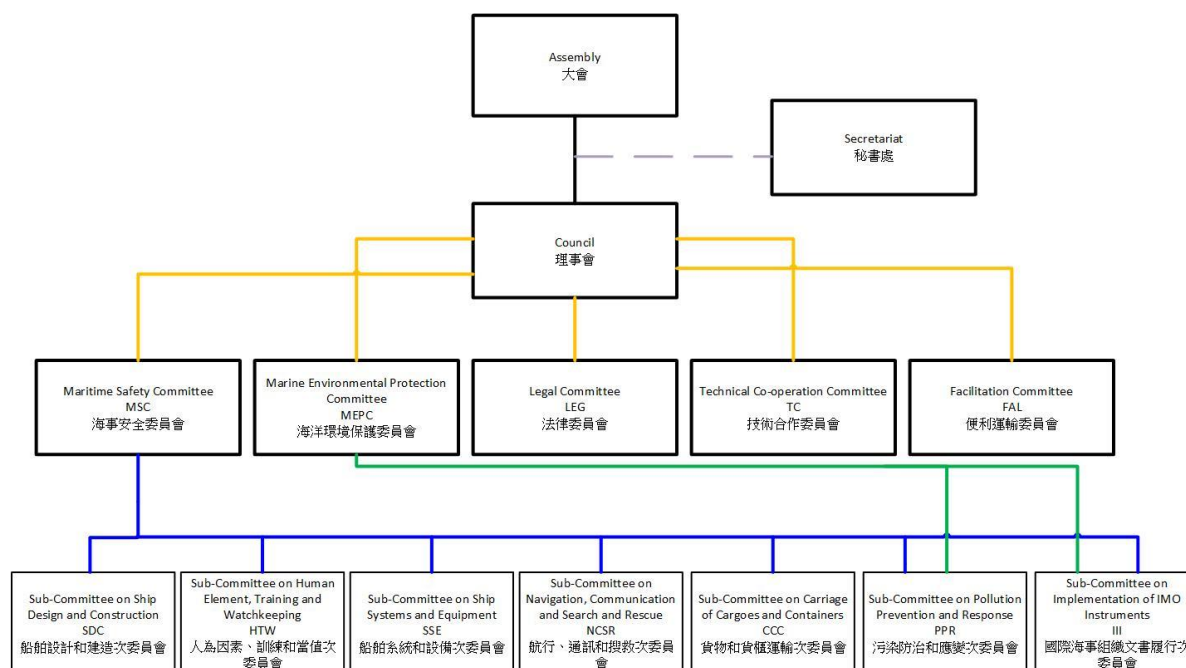 Assembly
大會
Secretariat
秘書處
Council
理事會
Maritime Safety Committee
MSC
海事安全委員會
Marine Environmental Protection
Committee
MEPC
海洋環境保護委員會
Legal Committee
LEG
法律委員會
Technical Co-operation Committee
TC
技術合作委員會
Facilitation Committee
FAL
便利運輸委員會
Sub-Committee on Ship
Design and Construction
SDC
船舶設計和建造次委員會
Sub-Committee on Human
Element, Training and
Watchkeeping
HTW
人為因素、訓練和當值次
委員會
Sub-Committee on Ship
Systems and Equipment
SSE
船舶系統和設備次委員會
Sub-Committee on
Navigation, Communication
and Search and Rescue
NCSR
航行、通訊和搜救次委員
會
Sub-Committee on Carriage
of Cargoes and Containers
CCC
貨物和貨櫃運輸次委員會
Sub-Committee on Pollution
Prevention and Response
PPR
污染防治和應變次委員會
Sub-Committee on
Implementation of IMO
Instruments
III
國際海事組織文書履行次
委員會